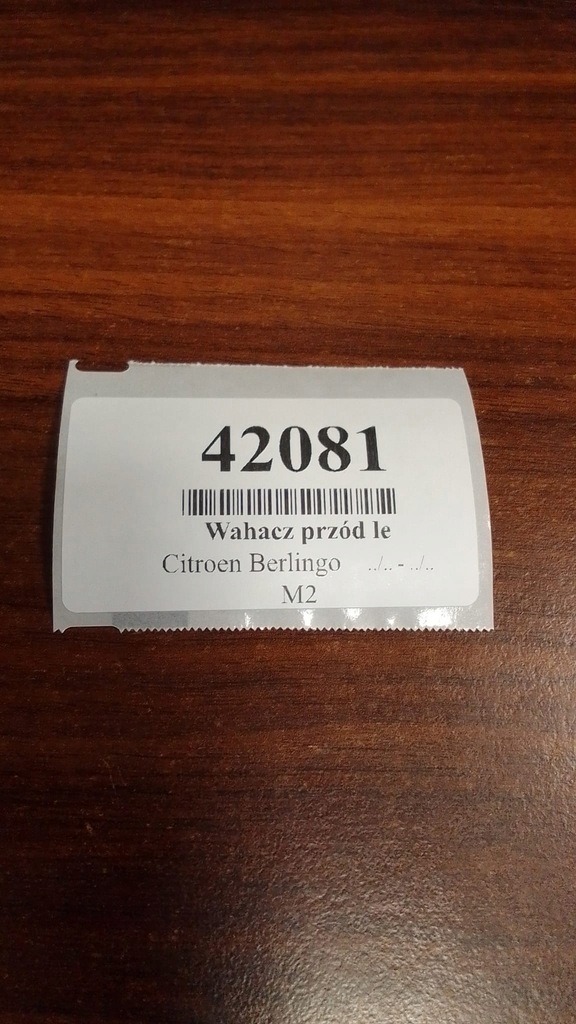 42081
Wahacz przód le
Citroen Berlingo ../.. - ../..
M2